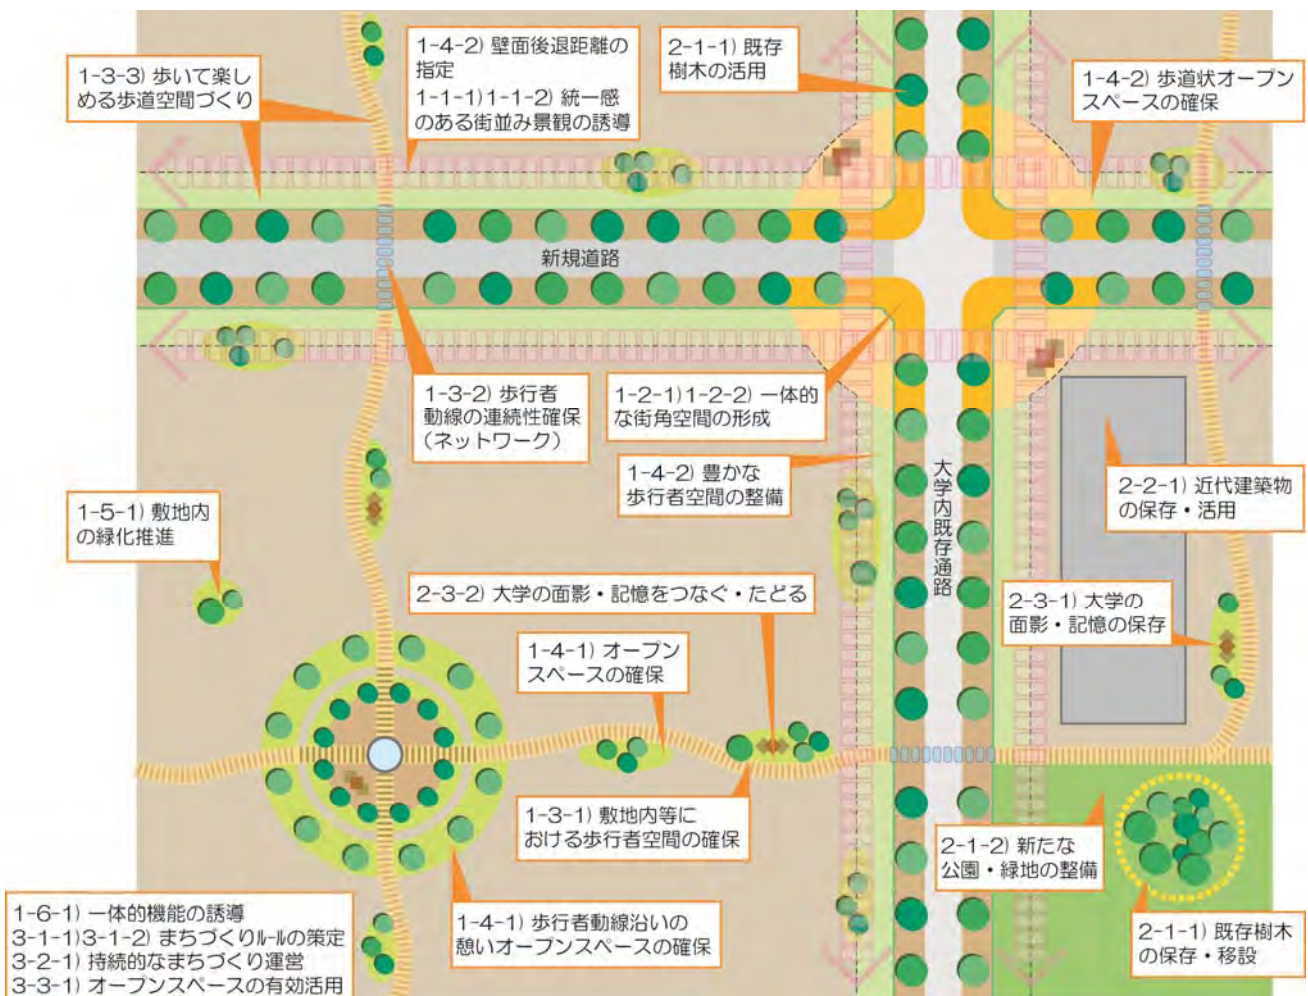 1-3-3) 歩いて楽し
める歩道空間づくり
1-4-2) 壁面後退距離の
指定
1-1-1)1-1-2) 統一感
のある街並み景観の誘導
2-1-1) 既存
樹木の活用
1-4-2) 歩道状オープン
スペースの確保
新規道路
1-3-2) 歩行者
動線の連続性確保
(ネットワーク)
1-2-1)1-2-2) 一体的
な街角空間の形成
1-4-2) 豊かな
歩行者空間の整備
大学内既存通路
2-2-1) 近代建築物
の保存・活用
1-5-1) 敷地内
の緑化推進
2-3-2) 大学の面影・記憶をつなぐ・たどる
2-3-1) 大学の
面影・記憶の保存
1-4-1) オープン
スペースの確保
1-3-1) 敷地内等に
おける歩行者空間の確保
2-1-2) 新たな
公園・緑地の整備
1-4-1) 歩行者動線沿いの
憩いオープンスペースの確保
2-1-1) 既存樹木
の保存・移設
1-6-1) 一体的機能の誘導
3-1-1)3-1-2) まちづくりルールの策定
3-2-1) 持続的なまちづくり運営
3-3-1) オープンスペースの有効活用